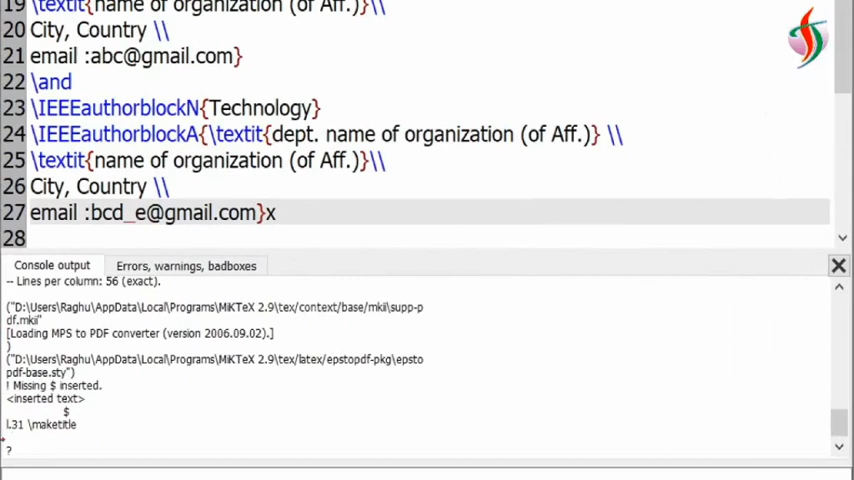 19 \textit{name of organization (of Aff.)}\\
20 City, Country \\
21 email :abc@gmail.com}
22 \and
23 \IEEEauthorblockN{Technology}
24 \IEEEauthorblockA{\textit{dept. name of organization (of Aff.)} \\
25 \textit{name of organization (of Aff.)}\\
26 City, Country \\
27 email :bcd_e@gmail.com}x
28
Console output Errors, warnings, badboxes
-- Lines per column: 56 (exact).
("D:\Users\Raghu\AppData\Local\Programs\MiKTeX 2.9\tex/context/base/mkii\supp-p
df.mkii"
[Loading MPS to PDF converter (version 2006.09.02).]
)
("D:\Users\Raghu\AppData\Local\Programs\MiKTeX 2.9\tex/latex/epstopdf-pkg\epsto
pdf-base.sty")
! Missing $ inserted.
<inserted text>
$
l.31 \maketitle
?